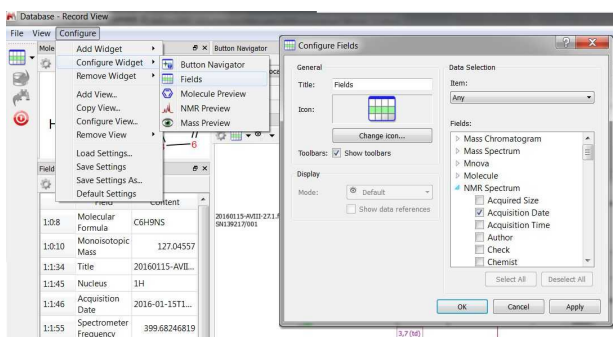 Database - Record View
File View Configure
Mole
Add Widget
Configure Widget
Remove Widget
Add View...
Copy View...
Configure View...
Remove View
Load Settings...
Save Settings
Save Settings As...
Default Settings
Button Navigator
Fields
Molecule Preview
NMR Preview
Mass Preview
Button Navigator
H
6
Field
Field Content
1:0:8 Molecular Formula C6H9NS
1:0:10 Monoisotopic Mass 127.04557
1:1:34 Title 20160115-AVII...
1:1:45 Nucleus 1H
1:1:46 Acquisition Date 2016-01-15T1...
1:1:55 Spectrometer Frequency 399.68246819
20160115-AVIII-27.1.f
SN139217/001
3,7 (td)
Configure Fields
General
Title: Fields
Icon:
Change icon...
Toolbars: Show toolbars
Display
Mode: Default
Show data references
Data Selection
Item:
Any
Fields:
Mass Chromatogram
Mass Spectrum
Mnova
Molecule
NMR Spectrum
Acquired Size
Acquisition Date
Acquisition Time
Author
Check
Chemist
Select All Deselect All
OK Cancel Apply